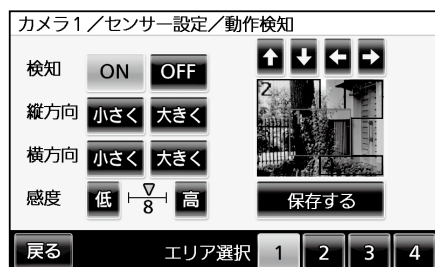 カメラ1／センサー設定／動作検知
検知 ON OFF
縦方向 小さく 大きく
横方向 小さく 大きく
感度 低 8 高
2
保存する
戻る エリア選択 1 2 3 4